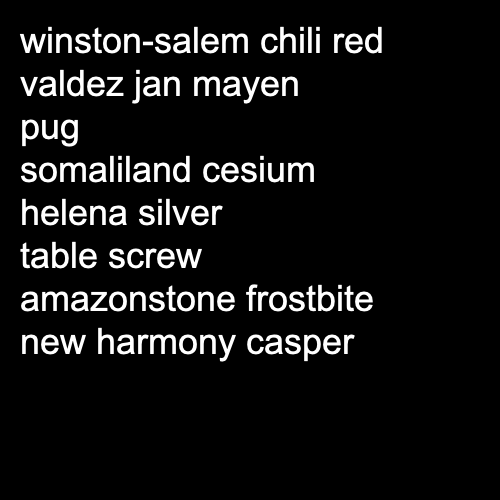 winston-salem chili red
valdez jan mayen
pug
somaliland cesium
helena silver
table screw
amazonstone frostbite
new harmony casper